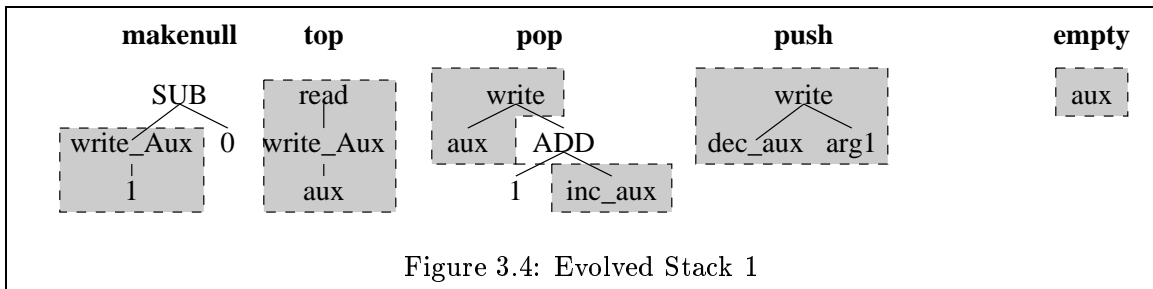 makenull top pop push empty
SUB read write write aux
write_Aux 0 write_Aux aux ADD dec_aux arg1
1 aux 1 inc_aux
Figure 3.4: Evolved Stack 1